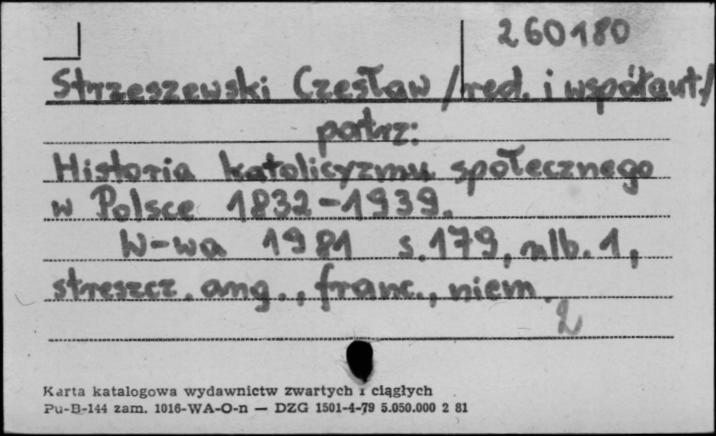 260180
Strzeszewski Czesław /red. i współaut./
patrz:
Historia katolicyzmu społecznego
w Polsce 1832-1939.
W-wa 1981 s.179, nlb.1,
streszcz. ang., franc., niem.
2
Karta katalogowa wydawnictw zwartych i ciągłych
Pu-B-144 zam. 1016-WA-O-n — DZG 1501-4-79 5.050.000 2 81